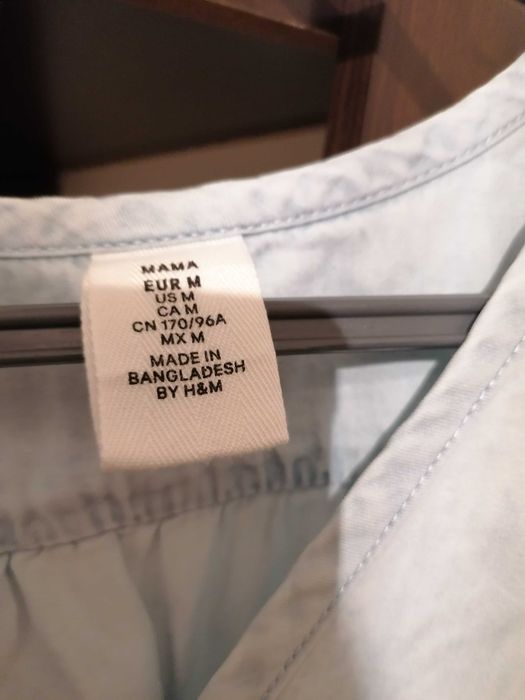 MAMA
EUR M
US M
CA M
CN 170/96A
MX M
MADE IN
BANGLADESH
BY H&M